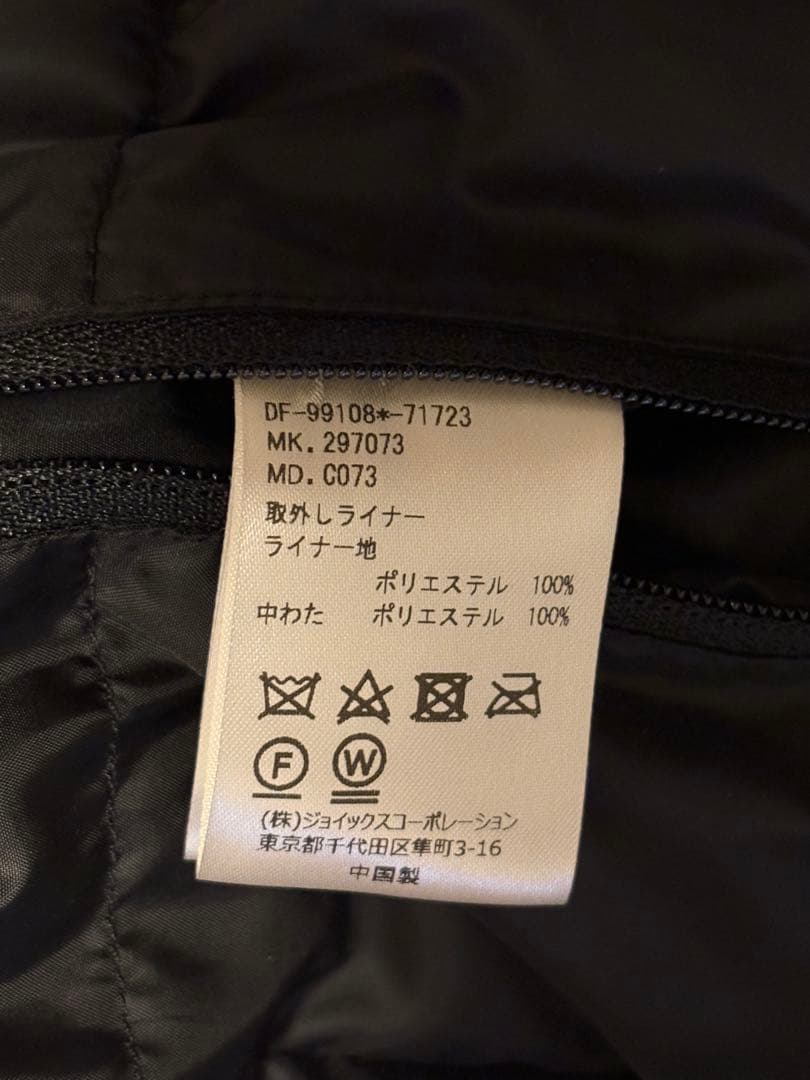 DF-99108*-71723
MK. 297073
MD. C073
取外しライナー
ライナー地
ポリエステル 100%
中わた ポリエステル 100%
F W
(株)ジョイックスコーポレーション
東京都千代田区隼町3-16
中国製